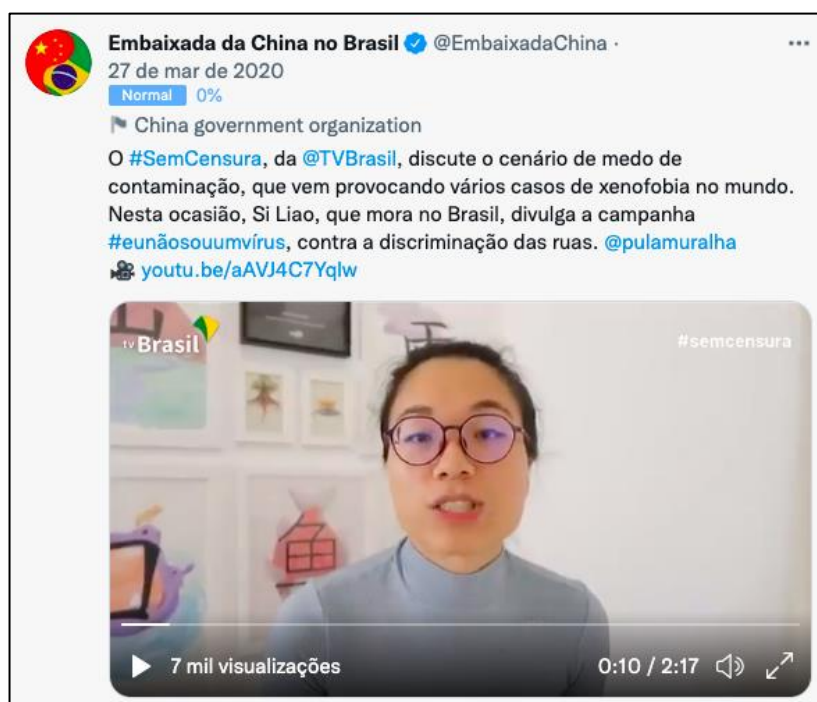 Embaixada da China no Brasil @EmbaixadaChina ·
27 de mar de 2020
Normal 0%
China government organization
O #SemCensura, da @TVBrasil, discute o cenário de medo de
contaminação, que vem provocando vários casos de xenofobia no mundo.
Nesta ocasião, Si Liao, que mora no Brasil, divulga a campanha
#eunãosouumvírus, contra a discriminação das ruas. @pulamuralha
youtu.be/aAVJ4C7Yqlw
tv Brasil
#semcensura
7 mil visualizações 0:10 / 2:17